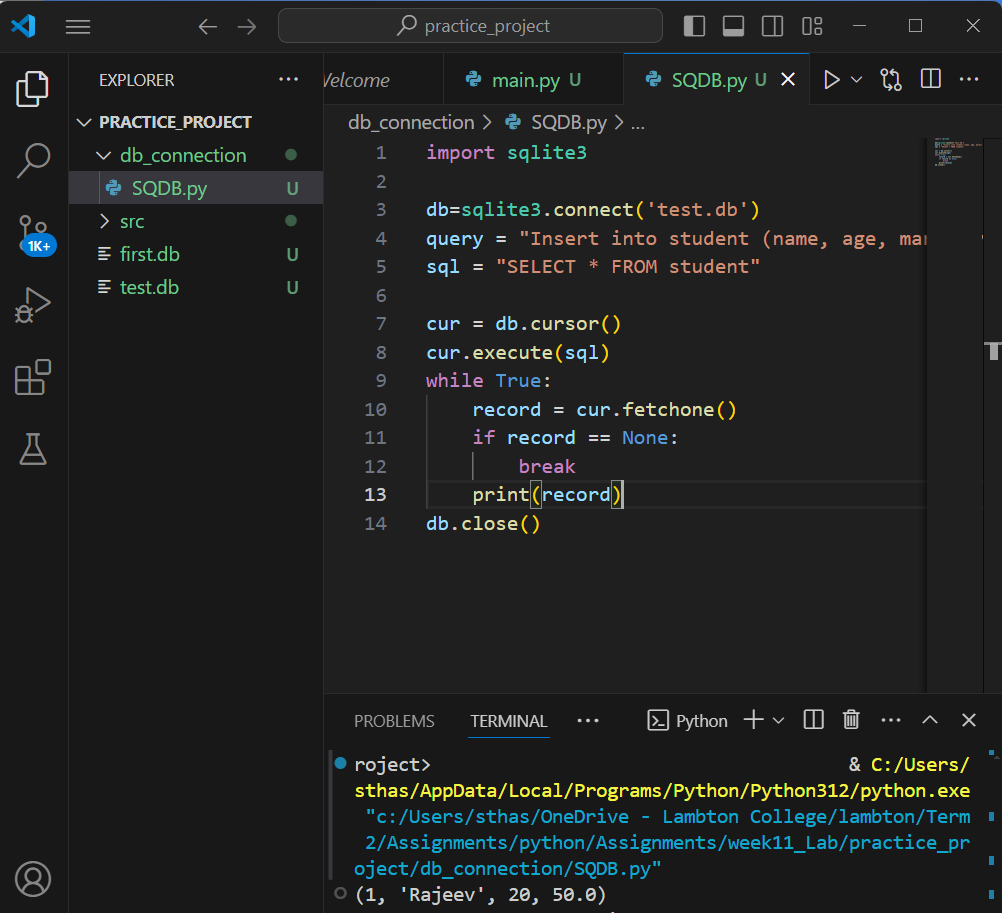 practice_project
EXPLORER
Welcome
main.py U
SQDB.py U
PRACTICE_PROJECT
db_connection
SQDB.py U
src
first.db U
test.db U
1K+
db_connection > SQDB.py > ...
1 import sqlite3
2
3 db=sqlite3.connect('test.db')
4 query = "Insert into student (name, age, mar
5 sql = "SELECT * FROM student"
6
7 cur = db.cursor()
8 cur.execute(sql)
9 while True:
10 record = cur.fetchone()
11 if record == None:
12 break
13 print(record)
14 db.close()
PROBLEMS TERMINAL
Python
roject> & C:/Users/
sthas/AppData/Local/Programs/Python/Python312/python.exe
"c:/Users/sthas/OneDrive - Lambton College/lambton/Term
2/Assignments/python/Assignments/week11_Lab/practice_pr
oject/db_connection/SQDB.py"
(1, 'Rajeev', 20, 50.0)